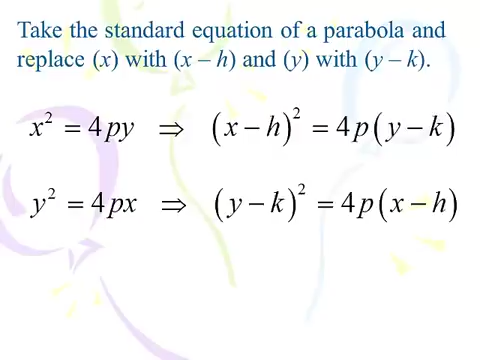 Take the standard equation of a parabola and
replace (x) with (x – h) and (y) with (y – k).
x² = 4py ⇒ (x − h)² = 4p(y − k)
y² = 4px ⇒ (y − k)² = 4p(x − h)